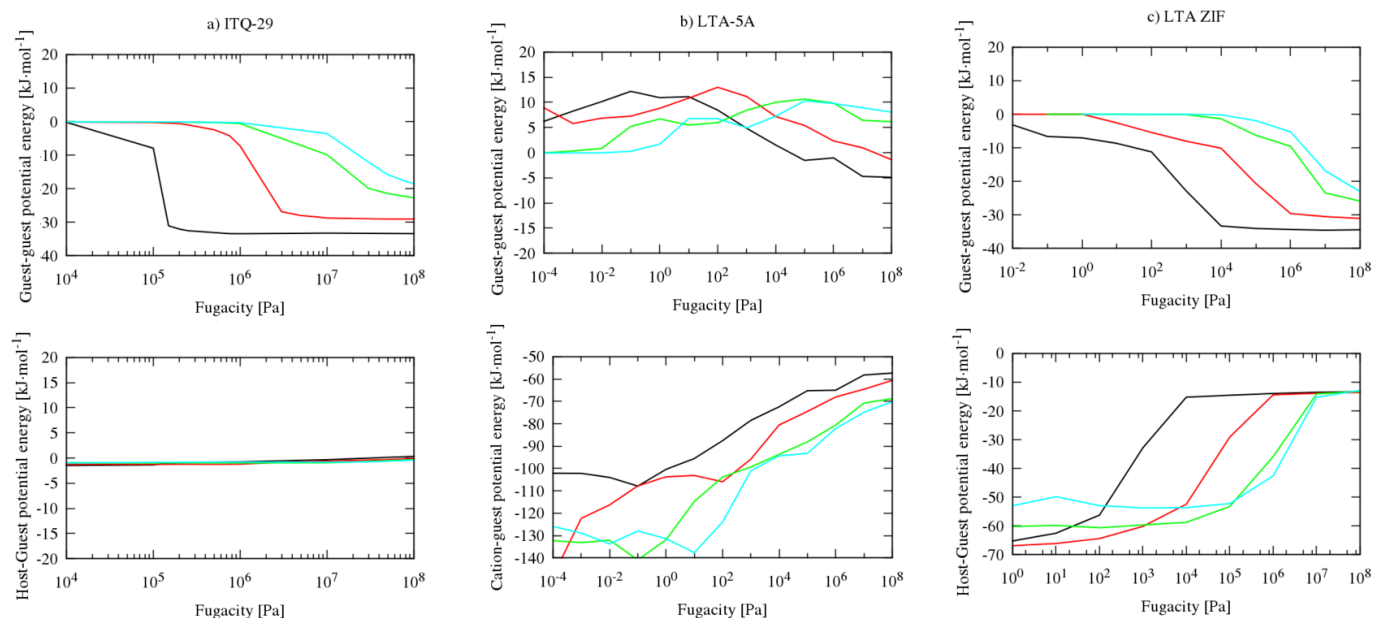 a) ITQ-29
Guest-guest potential energy [kJ·mol⁻¹]
20
10
0
10
20
30
40
10⁴ 10⁵ 10⁶ 10⁷ 10⁸
Fugacity [Pa]
b) LTA-5A
Guest-guest potential energy [kJ·mol⁻¹]
20
15
10
5
0
-5
-10
-15
-20
10⁻⁴ 10⁻² 10⁰ 10² 10⁴ 10⁶ 10⁸
Fugacity [Pa]
c) LTA ZIF
Guest-guest potential energy [kJ·mol⁻¹]
20
10
0
-10
-20
-30
-40
10⁻² 10⁰ 10² 10⁴ 10⁶ 10⁸
Fugacity [Pa]
Host-Guest potential energy [kJ·mol⁻¹]
20
15
10
5
0
-5
-10
-15
-20
10⁴ 10⁵ 10⁶ 10⁷ 10⁸
Fugacity [Pa]
Cation-guest potential energy [kJ·mol⁻¹]
-50
-60
-70
-80
-90
-100
-110
-120
-130
-140
10⁻⁴ 10⁻² 10⁰ 10² 10⁴ 10⁶ 10⁸
Fugacity [Pa]
Host-Guest potential energy [kJ·mol⁻¹]
0
-10
-20
-30
-40
-50
-60
-70
10⁰ 10¹ 10² 10³ 10⁴ 10⁵ 10⁶ 10⁷ 10⁸
Fugacity [Pa]